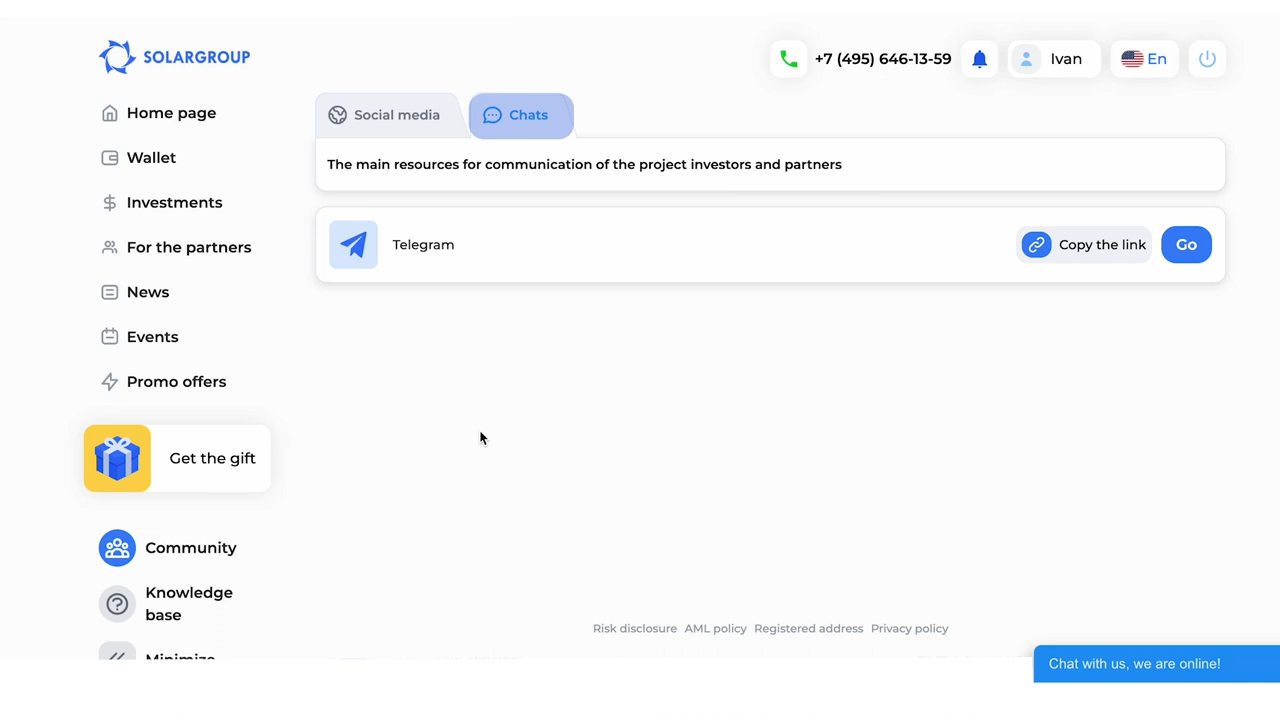 SOLARGROUP
+7 (495) 646-13-59
Ivan
En
Home page
Wallet
Investments
For the partners
News
Events
Promo offers
Get the gift
Community
Knowledge
base
Minimize
Social media
Chats
The main resources for communication of the project investors and partners
Telegram
Copy the link
Go
Risk disclosure AML policy Registered address Privacy policy
Chat with us, we are online!